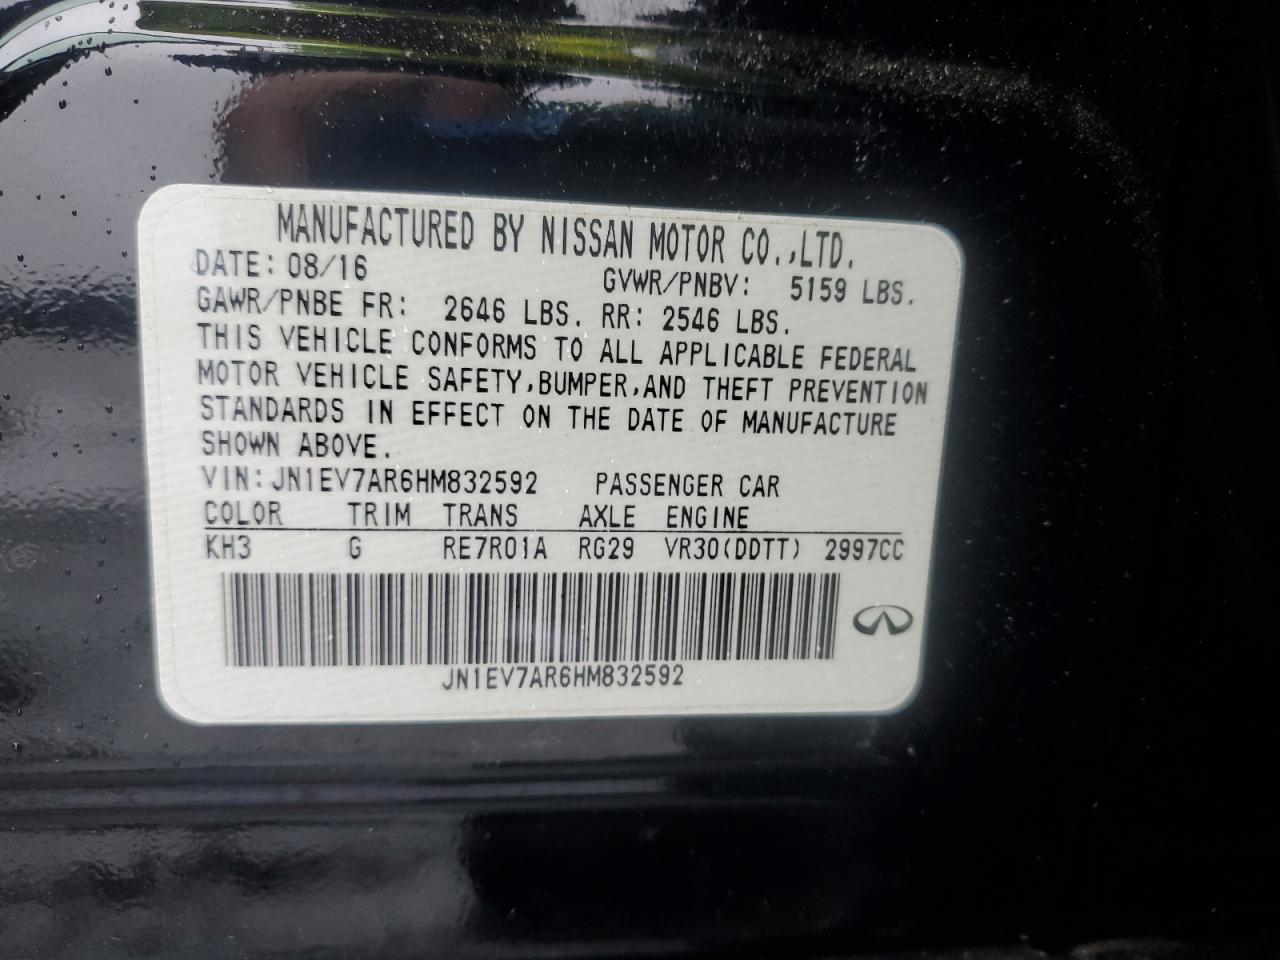 MANUFACTURED BY NISSAN MOTOR CO.,LTD.
DATE: 08/16 GVWR/PNBV: 5159 LBS.
GAWR/PNBE FR: 2646 LBS. RR: 2546 LBS.
THIS VEHICLE CONFORMS TO ALL APPLICABLE FEDERAL
MOTOR VEHICLE SAFETY,BUMPER,AND THEFT PREVENTION
STANDARDS IN EFFECT ON THE DATE OF MANUFACTURE
SHOWN ABOVE.
VIN:JN1EV7AR6HM832592 PASSENGER CAR
COLOR TRIM TRANS AXLE ENGINE
KH3 G RE7R01A RG29 VR30(DDTT) 2997CC
JN1EV7AR6HM832592